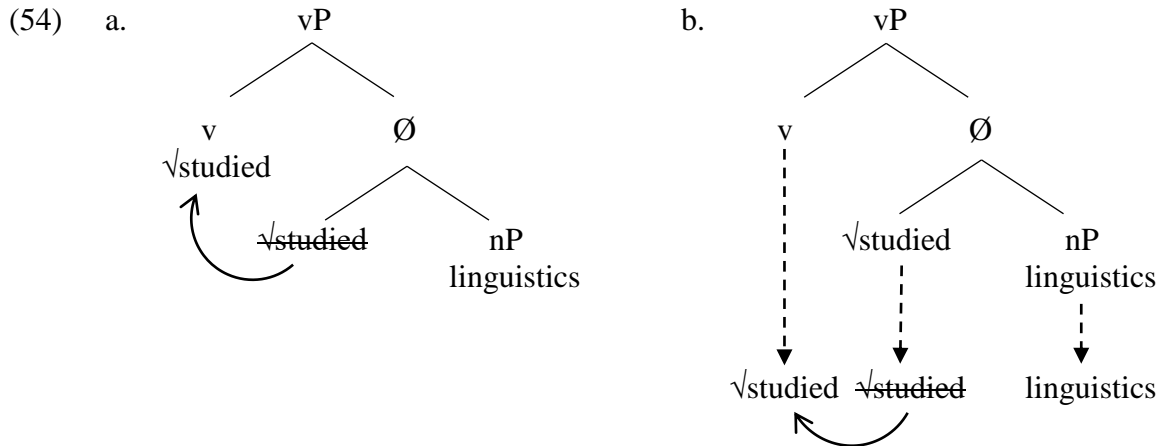 (54) a. vP b. vP
v Ø v Ø
√studied
√studied nP √studied nP
linguistics linguistics
√studied √studied linguistics